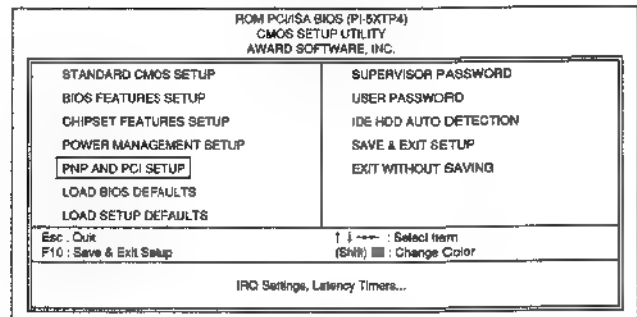 ROM PCI/ISA BIOS (PI-5XTP4)
CMOS SETUP UTILITY
AWARD SOFTWARE, INC.
STANDARD CMOS SETUP
BIOS FEATURES SETUP
CHIPSET FEATURES SETUP
POWER MANAGEMENT SETUP
PNP AND PCI SETUP
LOAD BIOS DEFAULTS
LOAD SETUP DEFAULTS
SUPERVISOR PASSWORD
USER PASSWORD
IDE HDD AUTO DETECTION
SAVE & EXIT SETUP
EXIT WITHOUT SAVING
Esc : Quit
F10 : Save & Exit Setup
↑ ↓ : Select Item
(Shift) : Change Color
IRQ Settings, Latency Timers...